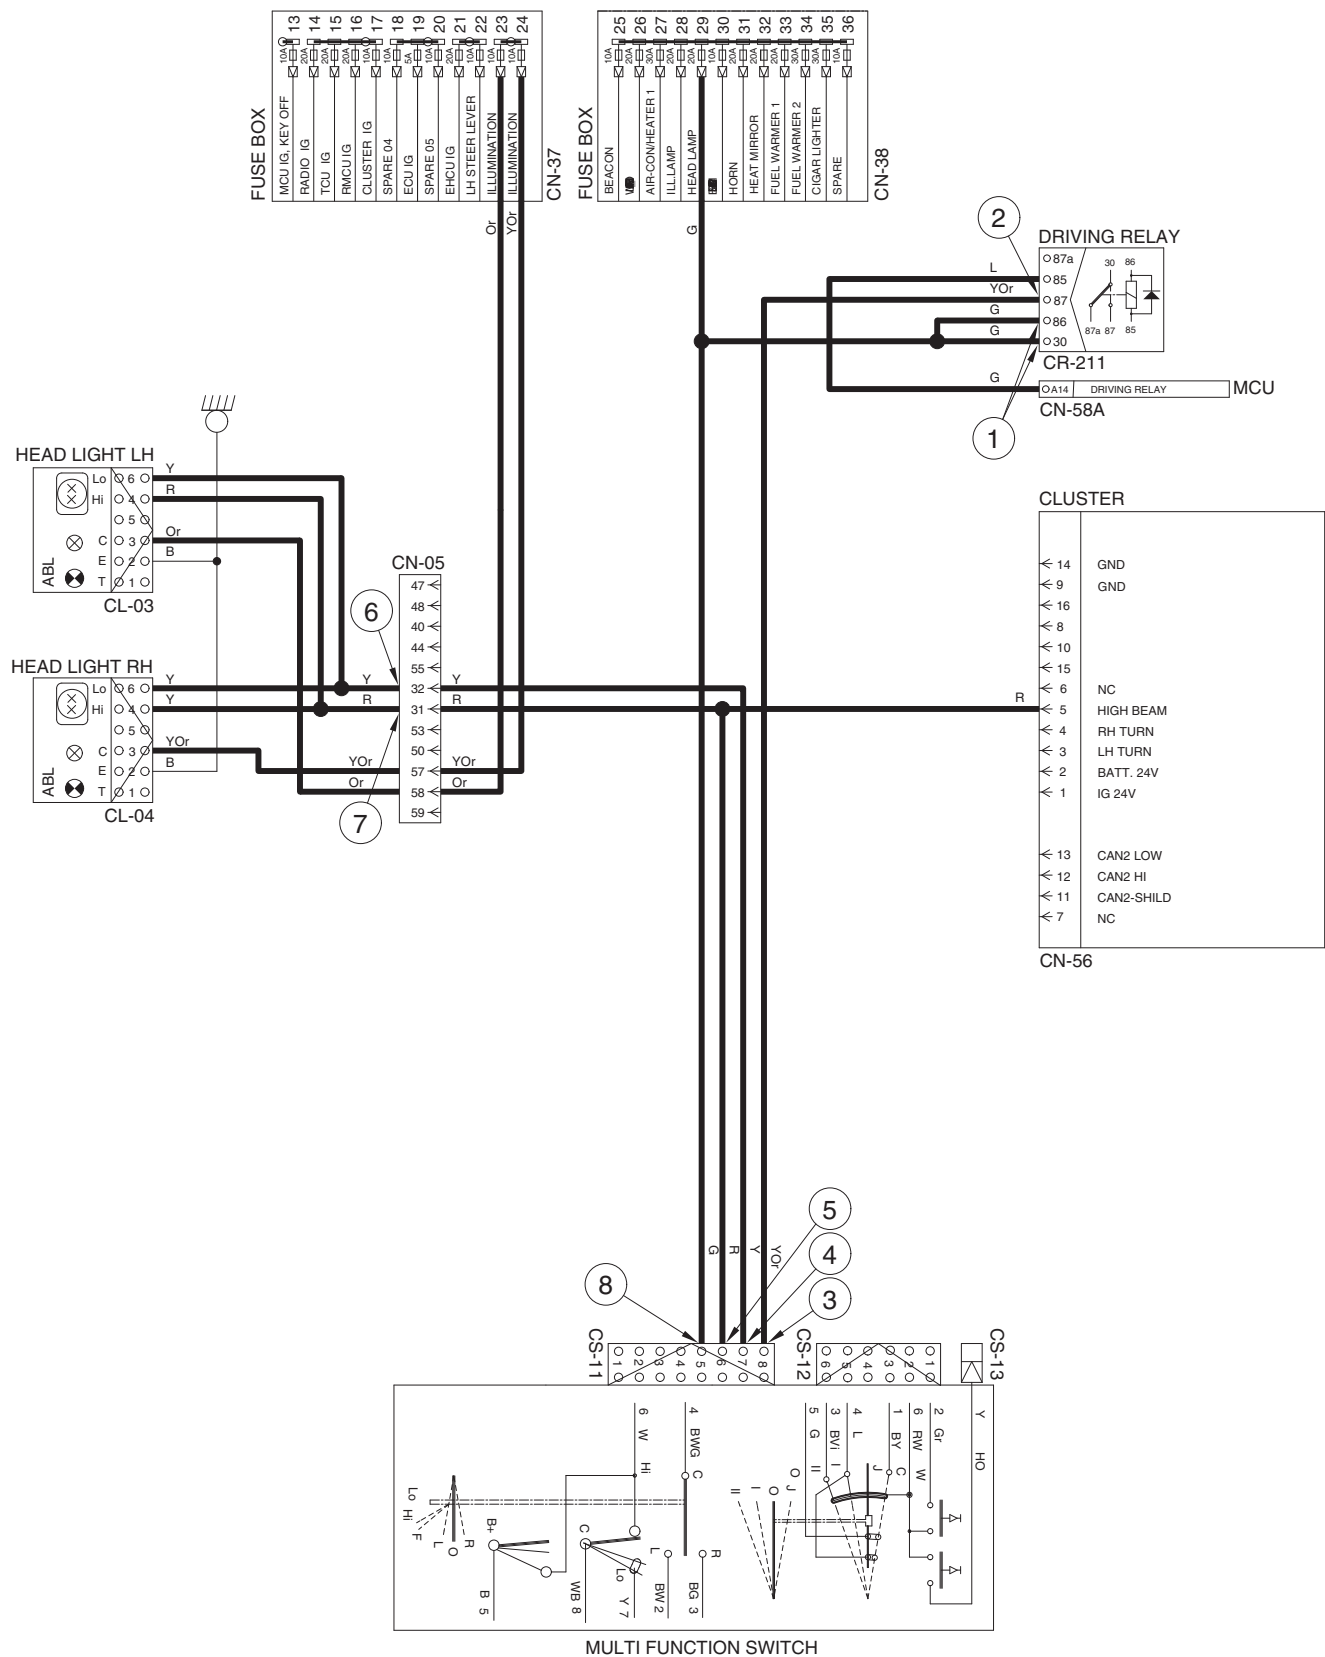 FUSE BOX
13 14 15 16 17 18 19 20 21 22 23 24
10A 20A 20A 20A 10A 10A 5A 10A 20A 10A 10A 10A
MCU IG, KEY OFF
RADIO IG
TCU IG
RMCU IG
CLUSTER IG
SPARE 04
ECU IG
SPARE 05
EHCU IG
LH STEER LEVER
ILLUMINATION
ILLUMINATION
CN-37
Or
YOr
FUSE BOX
25 26 27 28 29 30 31 32 33 34 35 36
10A 20A 30A 20A 20A 10A 20A 20A 20A 30A 30A 10A
BEACON
AIR-CON/HEATER 1
ILL.LAMP
HEAD LAMP
HORN
HEAT MIRROR
FUEL WARMER 1
FUEL WARMER 2
CIGAR LIGHTER
SPARE
CN-38
G
2
DRIVING RELAY
L
YOr
G
G
87a
85
87
86
30
30 86
87a 87 85
CR-211
G
A14 DRIVING RELAY
MCU
CN-58A
1
HEAD LIGHT LH
Lo 6 Y
Hi 4 R
5
C 3 Or
E 2 B
T 1
ABL
CL-03
HEAD LIGHT RH
Lo 6 Y
Hi 4 Y
5
C 3 YOr
E 2 B
T 1
ABL
CL-04
CN-05
47
48
40
44
55
Y 32 Y
R 31 R
53
50
YOr 57 YOr
Or 58 Or
59
6
7
CLUSTER
14 GND
9 GND
16
8
10
15
6 NC
R 5 HIGH BEAM
4 RH TURN
3 LH TURN
2 BATT. 24V
1 IG 24V
13 CAN2 LOW
12 CAN2 HI
11 CAN2-SHILD
7 NC
CN-56
G R Y YOr
5
4
3
8
CS-11
1 2 3 4 5 6 7 8
CS-12
6 5 4 3 2 1
CS-13
6 W
Hi
4 BWG
C
5 G
II
3 BVi
I
4 L
J
1 BY
C
6 RW
W
2 Gr
Y HO
Lo Hi F L O R
B+
B 5
C
WB 8
Lo
Y 7
L
BW 2
R
BG 3
II I O J O
MULTI FUNCTION SWITCH